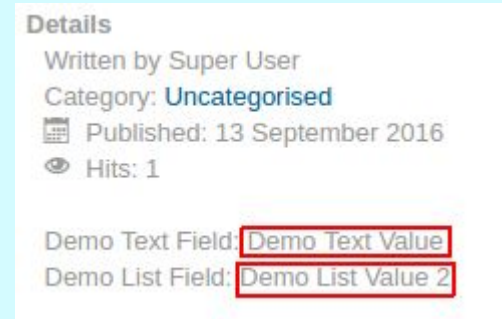 Details
Written by Super User
Category: Uncategorised
Published: 13 September 2016
Hits: 1
Demo Text Field: Demo Text Value
Demo List Field: Demo List Value 2